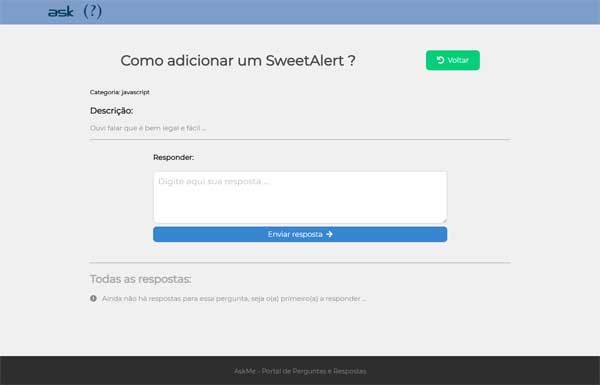 ask (?)
Como adicionar um SweetAlert ?
Voltar
Categoria: javascript
Descrição:
Ouvi falar que é bem legal e fácil ...
Responder:
Digite aqui sua resposta ...
Enviar resposta
Todas as respostas:
Ainda não há respostas para essa pergunta, seja o(a) primeiro(a) a responder ...
AskMe - Portal de Perguntas e Respostas